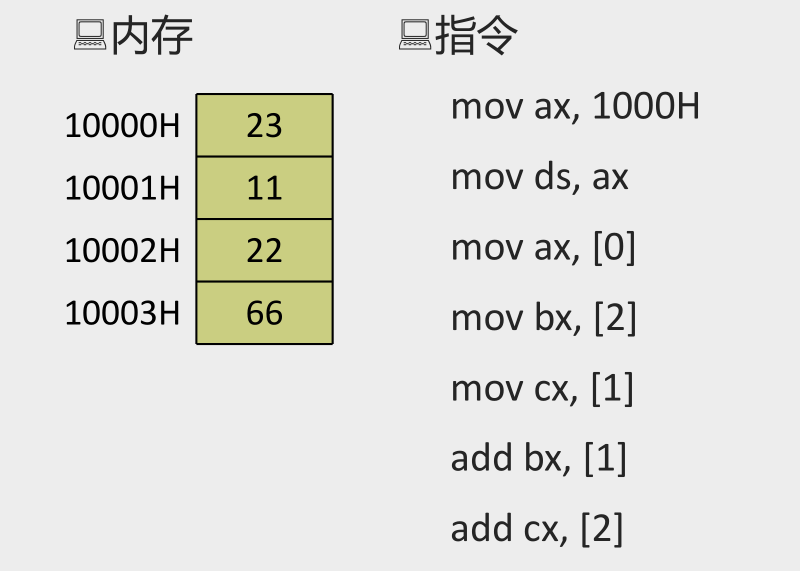 内存
10000H 23
10001H 11
10002H 22
10003H 66
指令
mov ax, 1000H
mov ds, ax
mov ax, [0]
mov bx, [2]
mov cx, [1]
add bx, [1]
add cx, [2]